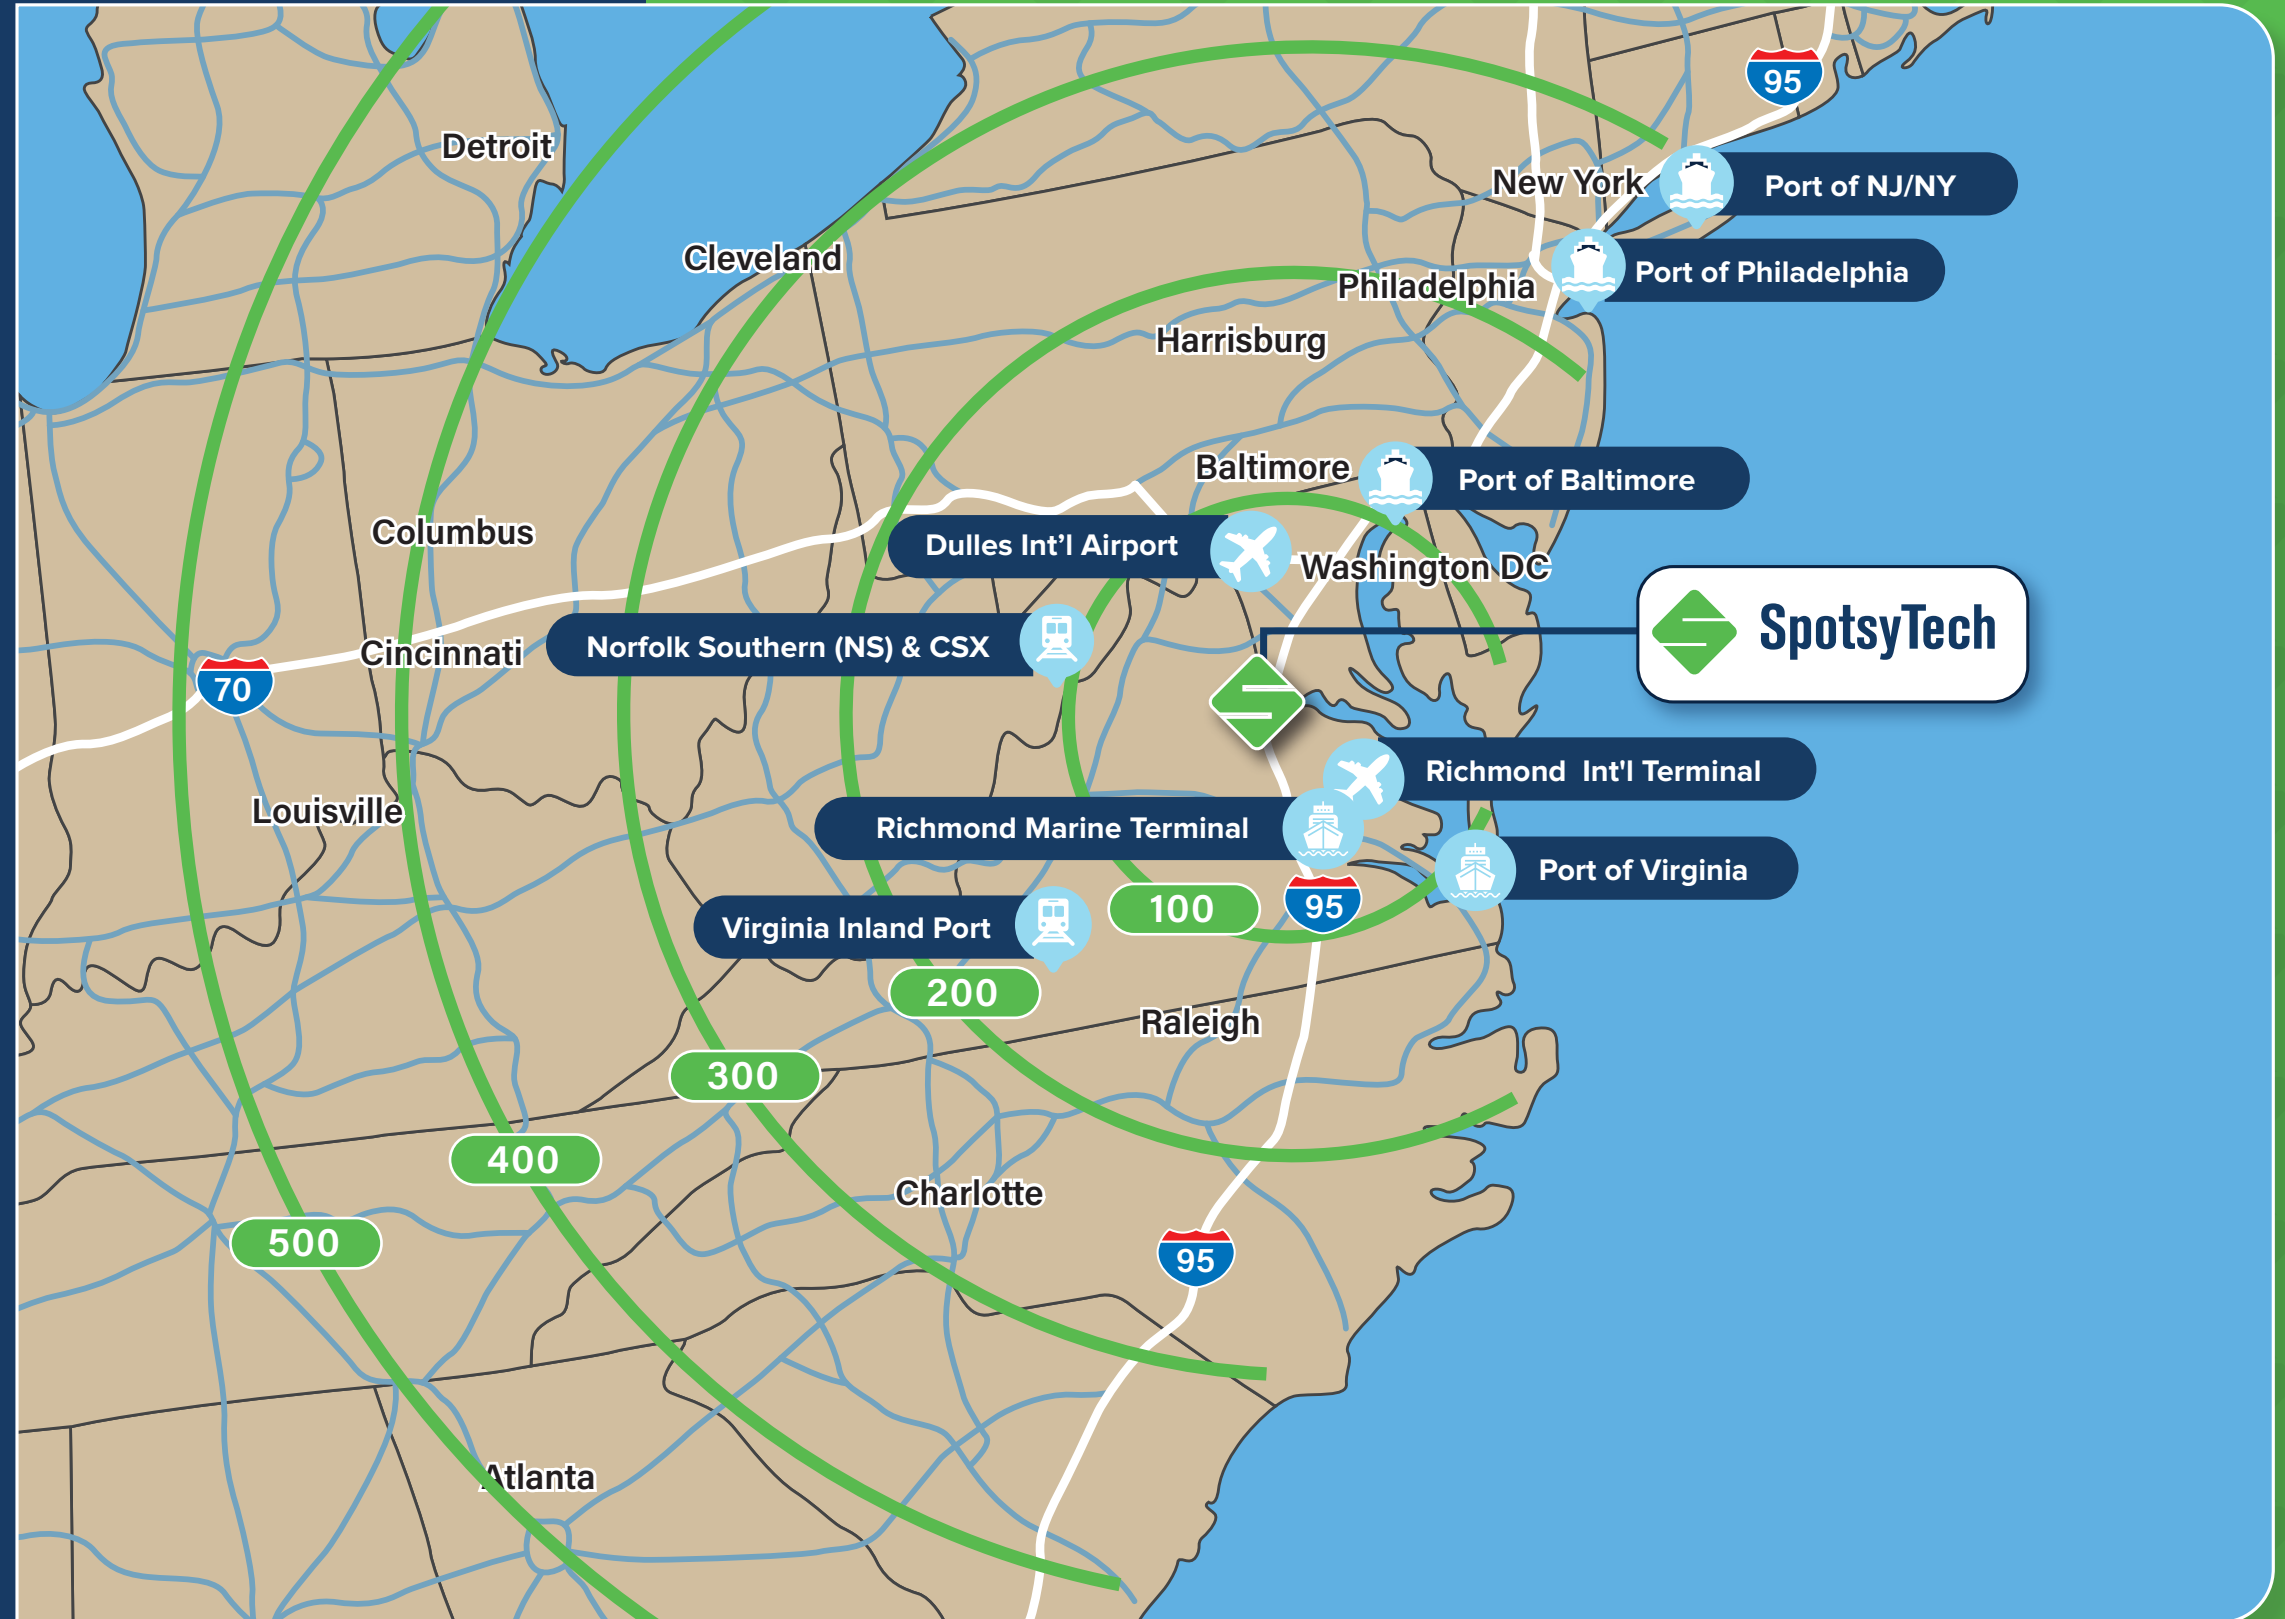 95
Detroit
New York
Port of NJ/NY
Cleveland
Philadelphia
Port of Philadelphia
Harrisburg
Baltimore
Port of Baltimore
Columbus
Dulles Int’l Airport
Washington DC
Cincinnati
Norfolk Southern (NS) & CSX
SpotsyTech
70
Louisville
Richmond  Int'l Terminal
Richmond Marine Terminal
Port of Virginia
100
95
Virginia Inland Port
200
Raleigh
300
400
Charlotte
500
95
Atlanta